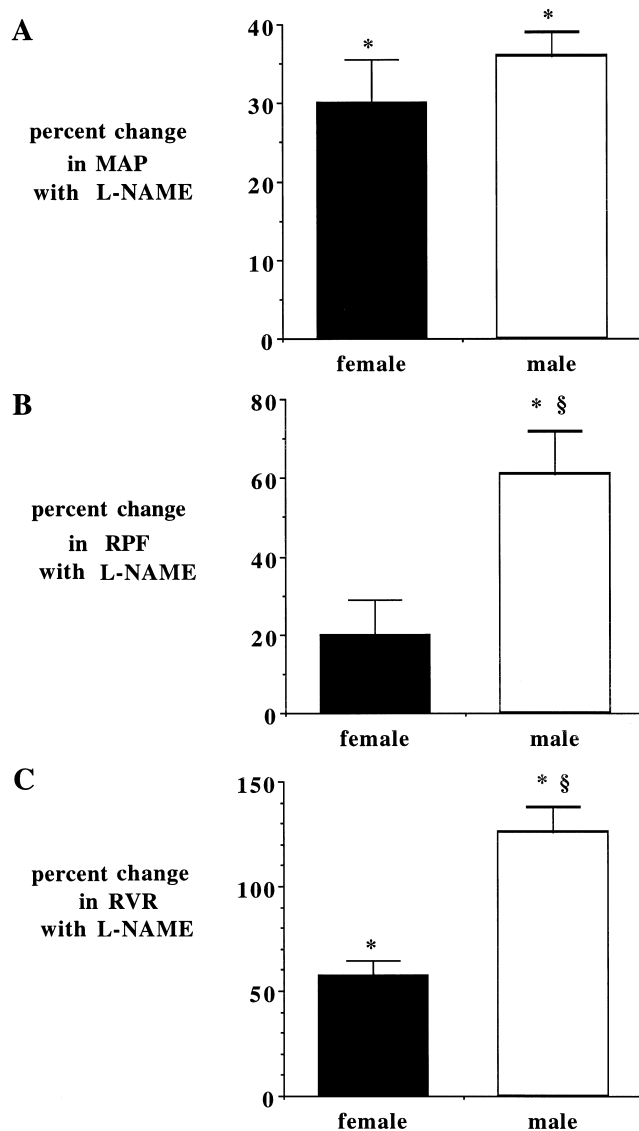 A
percent change
in MAP
with L-NAME
40
30
20
10
0
*
*
female
male
B
percent change
in RPF
with L-NAME
80
60
40
20
0
* §
female
male
C
percent change
in RVR
with L-NAME
150
100
50
0
*
* §
female
male